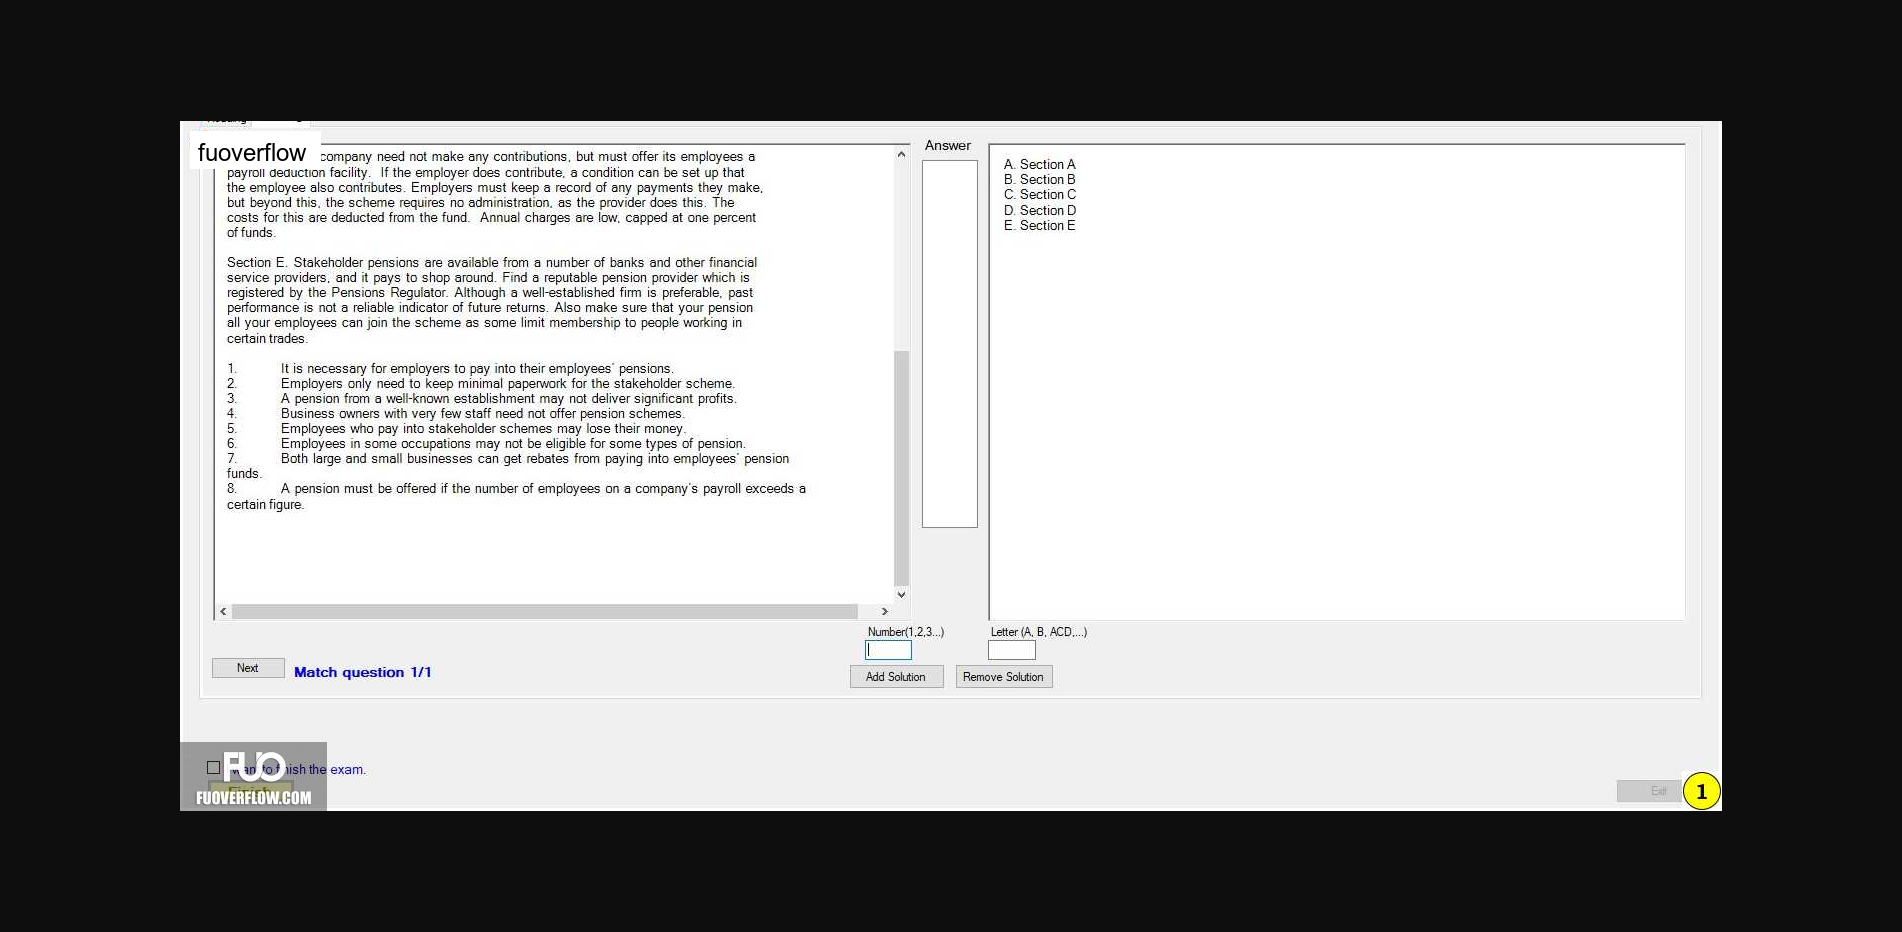 fuoverflow
company need not make any contributions, but must offer its employees a
payroll deduction facility. If the employer does contribute, a condition can be set up that
the employee also contributes. Employers must keep a record of any payments they make,
but beyond this, the scheme requires no administration, as the provider does this. The
costs for this are deducted from the fund. Annual charges are low, capped at one percent
of funds.
Section E. Stakeholder pensions are available from a number of banks and other financial
service providers, and it pays to shop around. Find a reputable pension provider which is
registered by the Pensions Regulator. Although a well-established firm is preferable, past
performance is not a reliable indicator of future returns. Also make sure that your pension
all your employees can join the scheme as some limit membership to people working in
certain trades.
1. It is necessary for employers to pay into their employees' pensions.
2. Employers only need to keep minimal paperwork for the stakeholder scheme.
3. A pension from a well-known establishment may not deliver significant profits.
4. Business owners with very few staff need not offer pension schemes.
5. Employees who pay into stakeholder schemes may lose their money.
6. Employees in some occupations may not be eligible for some types of pension.
7. Both large and small businesses can get rebates from paying into employees' pension
funds.
8. A pension must be offered if the number of employees on a company's payroll exceeds a
certain figure.
Answer
A. Section A
B. Section B
C. Section C
D. Section D
E. Section E
Number(1,2,3...) Letter (A, B, ACD,...)
Add Solution Remove Solution
Next Match question 1/1
FUO
want to finish the exam.
Finish
FUOVERFLOW.COM
Exit 1